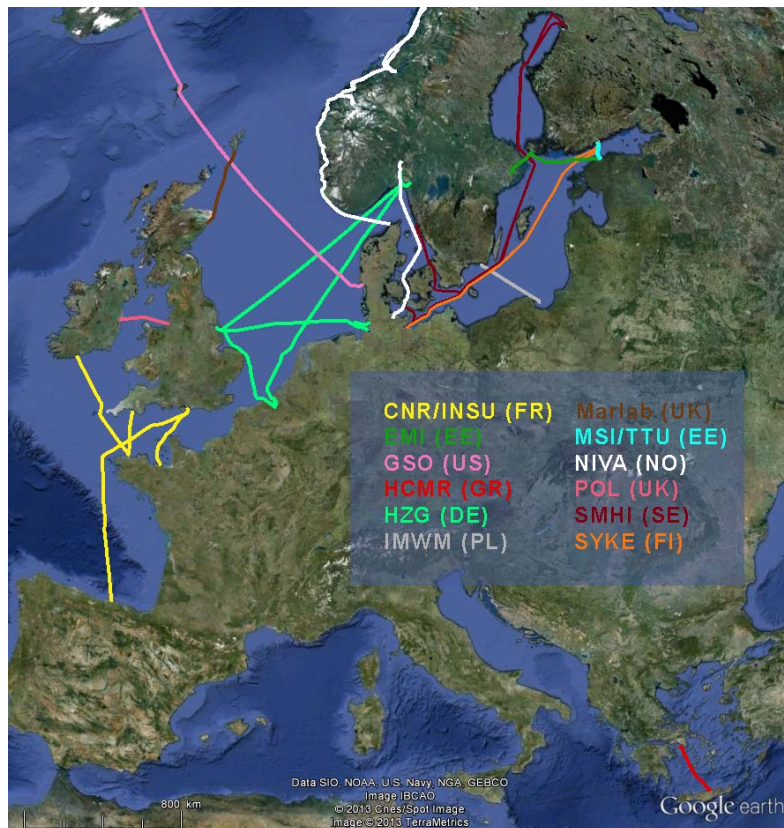 CNR/INSU (FR) Marlab (UK)
EMI (EE) MSI/TTU (EE)
GSO (US) NIVA (NO)
HCMR (GR) POL (UK)
HZG (DE) SMHI (SE)
IMWM (PL) SYKE (FI)
Data SIO, NOAA, U.S. Navy, NGA, GEBCO
Image IBCAO
800 km
© 2013 Cnes/Spot Image
Image © 2013 TerraMetrics
Google earth